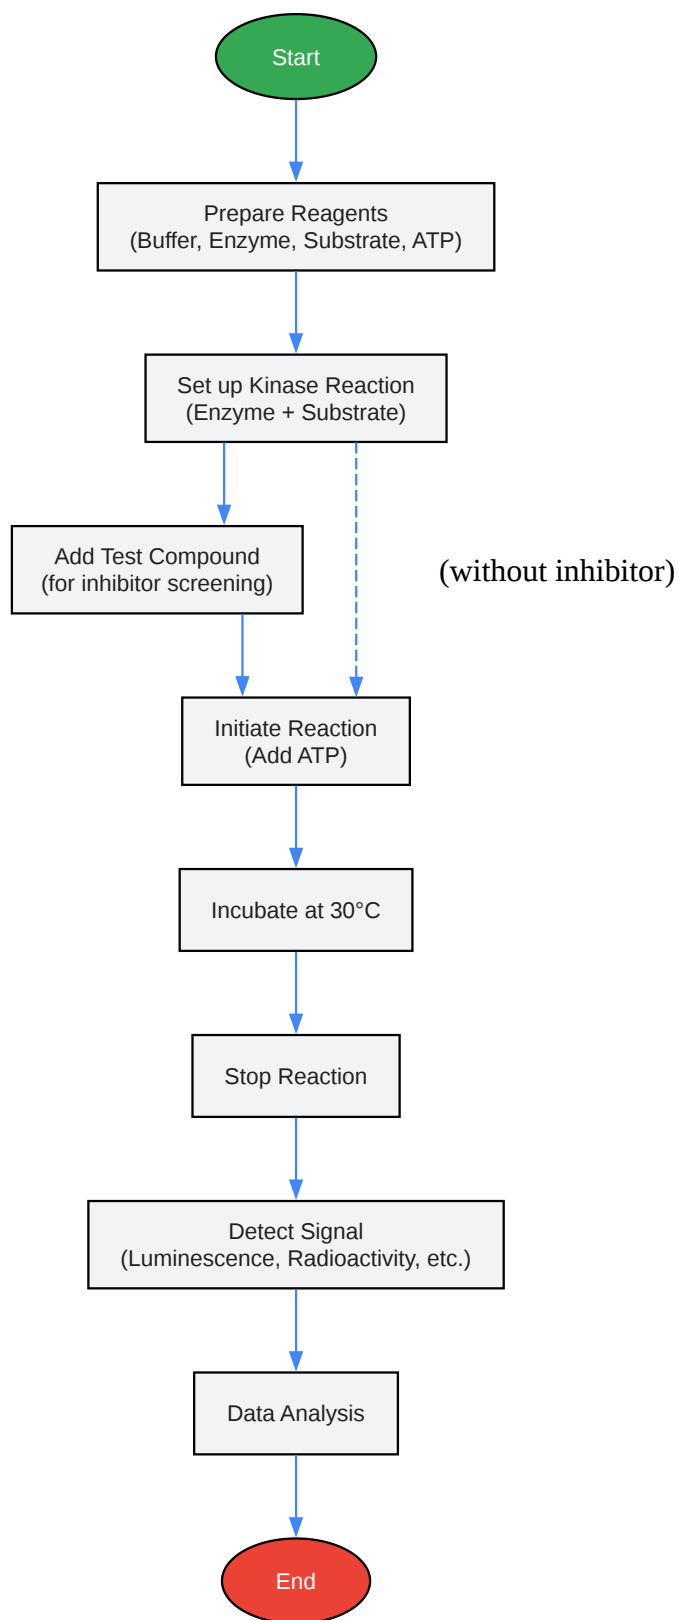 Start
Prepare Reagents
(Buffer, Enzyme, Substrate, ATP)
Set up Kinase Reaction
(Enzyme + Substrate)
Add Test Compound
(for inhibitor screening)
(without inhibitor)
Initiate Reaction
(Add ATP)
Incubate at 30°C
Stop Reaction
Detect Signal
(Luminescence, Radioactivity, etc.)
Data Analysis
End